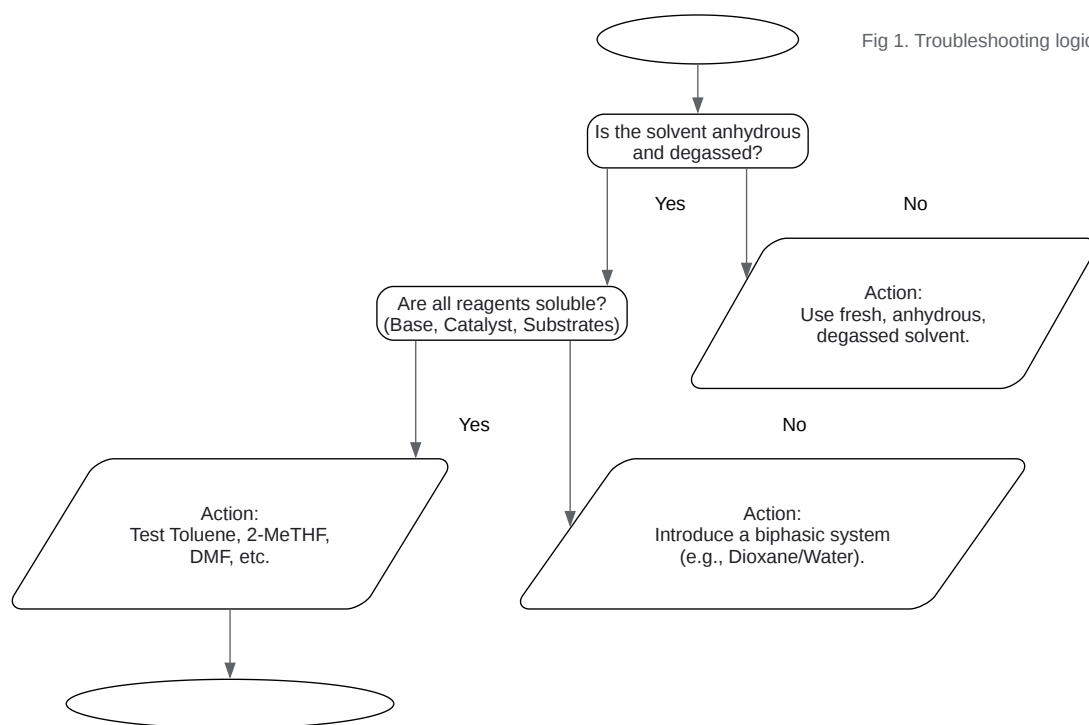 Fig 1. Troubleshooting logic
Is the solvent anhydrous
and degassed?
Yes
No
Action:
Use fresh, anhydrous,
degassed solvent.
Are all reagents soluble?
(Base, Catalyst, Substrates)
Yes
No
Action:
Test Toluene, 2-MeTHF,
DMF, etc.
Action:
Introduce a biphasic system
(e.g., Dioxane/Water).